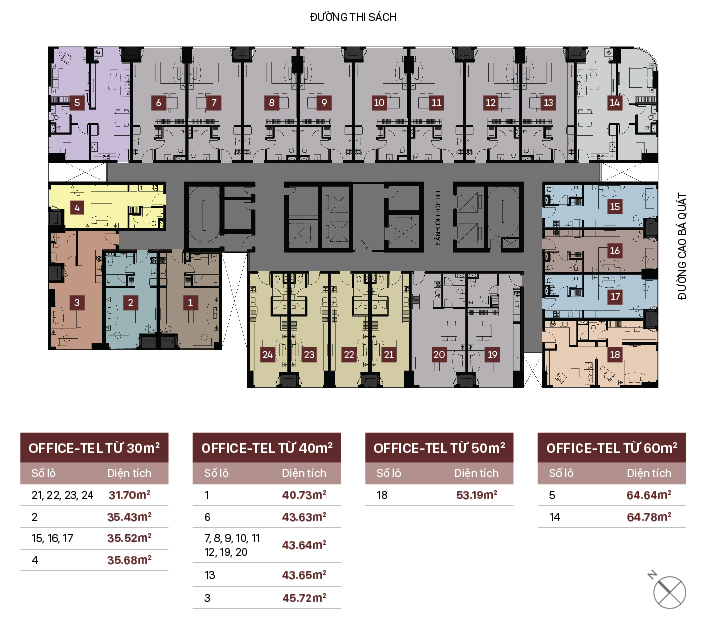 ĐƯỜNG THI SÁCH
5
6
7
8
9
10
11
12
13
14
4
15
ĐƯỜNG CAO BÁ QUÁT
16
3
2
1
17
24
23
22
21
20
19
18
OFFICE-TEL TỪ 30m²
Số lô Diện tích
21, 22, 23, 24 31.70m²
2 35.43m²
15, 16, 17 35.52m²
4 35.68m²
OFFICE-TEL TỪ 40m²
Số lô Diện tích
1 40.73m²
6 43.63m²
7, 8, 9, 10, 11
12, 19, 20 43.64m²
13 43.65m²
3 45.72m²
OFFICE-TEL TỪ 50m²
Số lô Diện tích
18 53.19m²
OFFICE-TEL TỪ 60m²
Số lô Diện tích
5 64.64m²
14 64.78m²
N